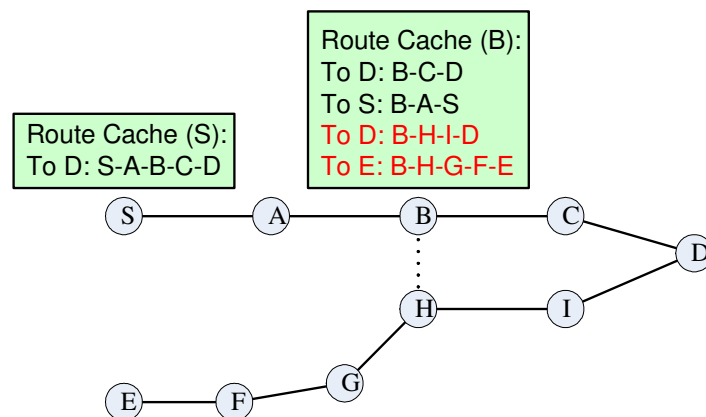 Route Cache (B):
To D: B-C-D
To S: B-A-S
To D: B-H-I-D
To E: B-H-G-F-E
Route Cache (S):
To D: S-A-B-C-D
S
A
B
C
D
H
I
G
E
F